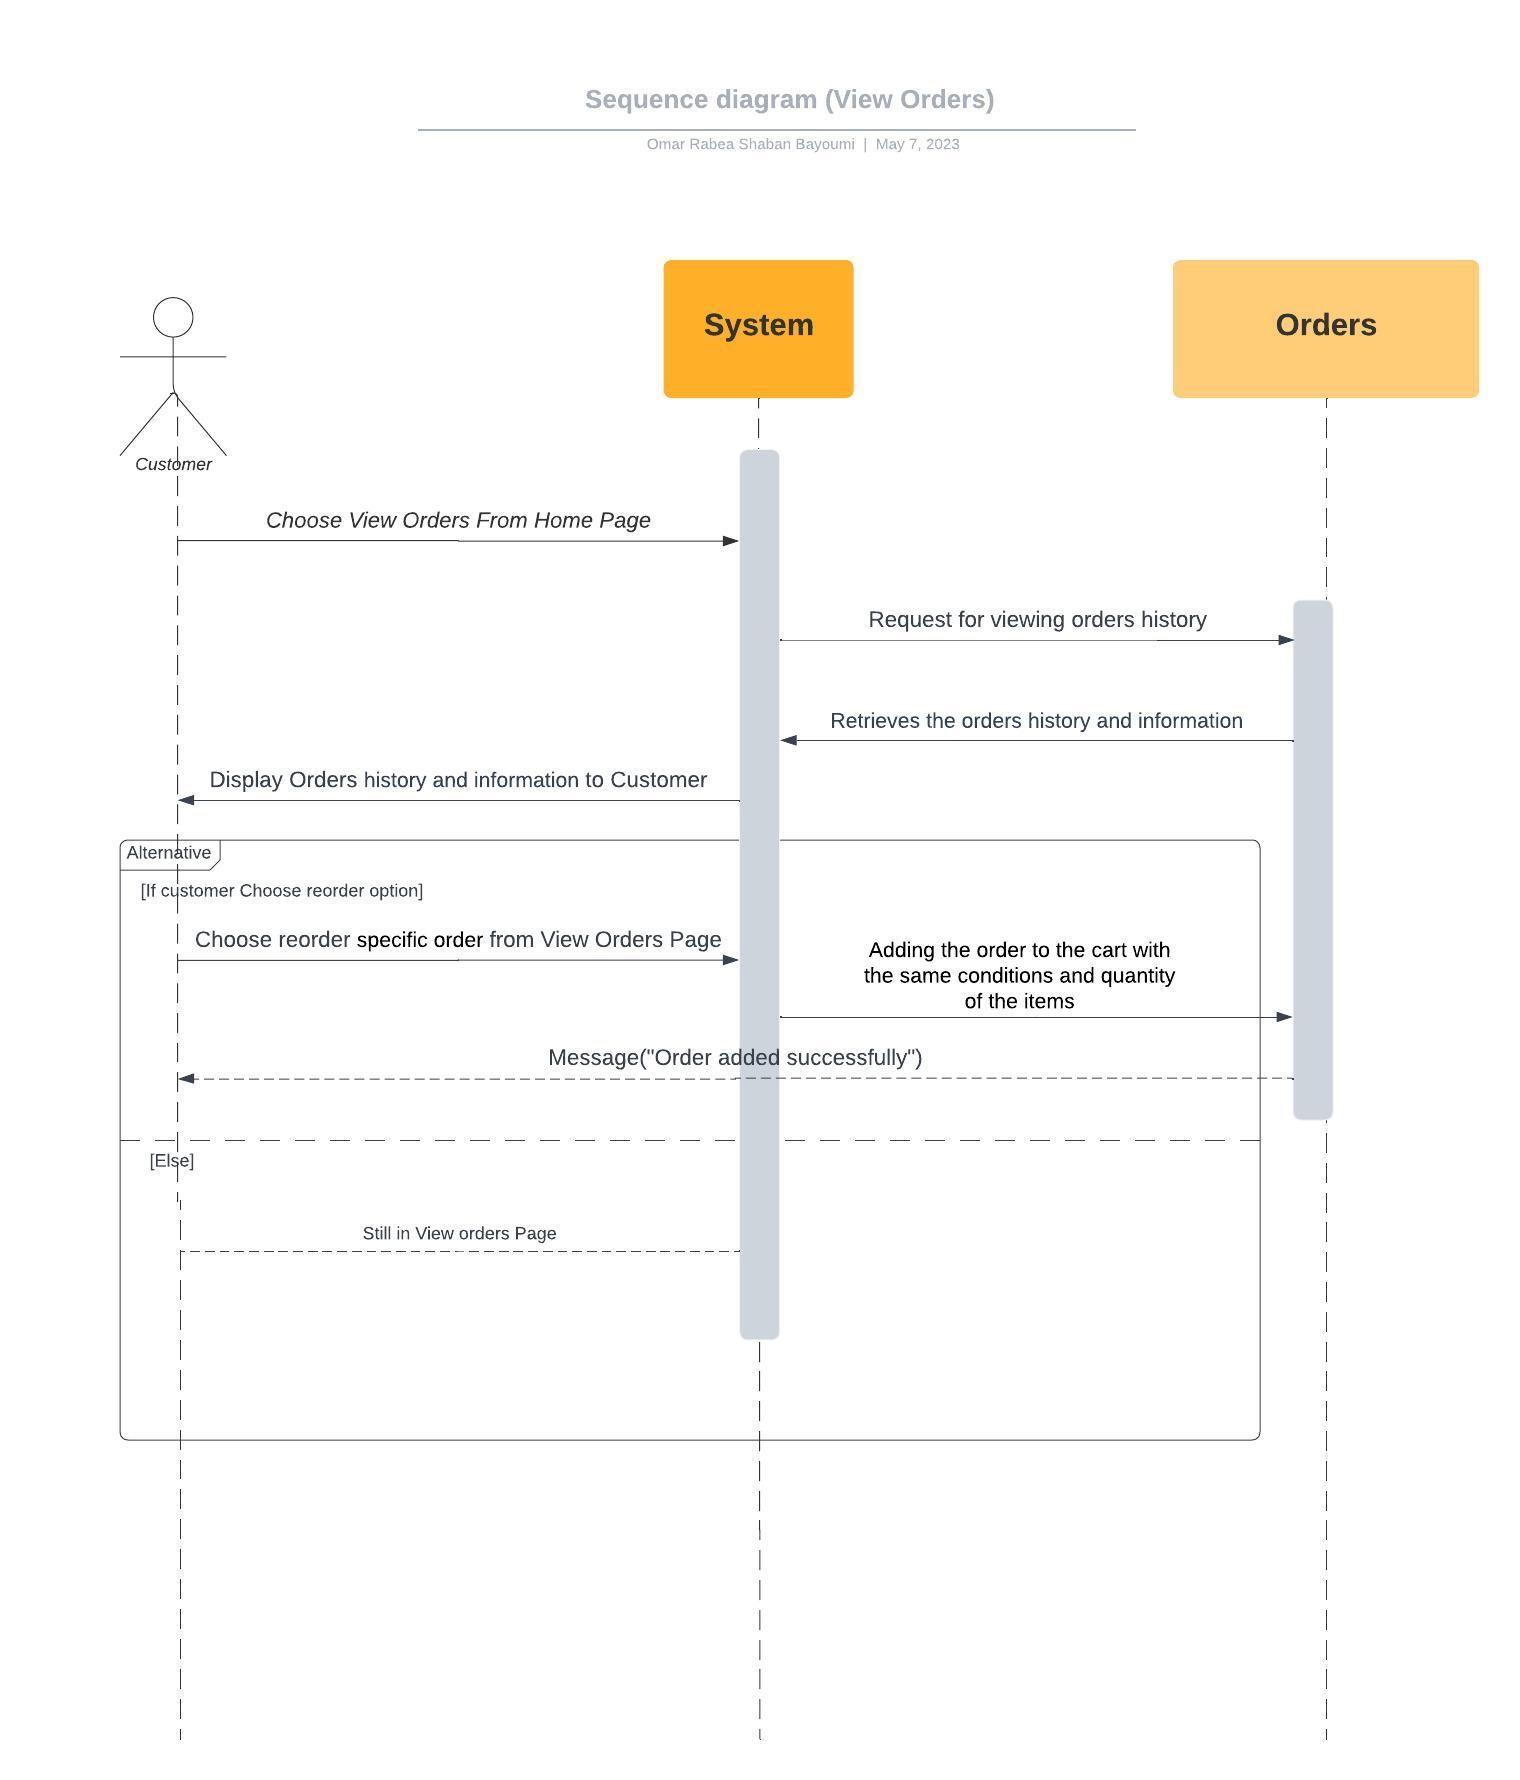 Sequence diagram (View Orders)
Omar Rabea Shaban Bayoumi | May 7, 2023
System
Orders
Customer
Choose View Orders From Home Page
Request for viewing orders history
Retrieves the orders history and information
Display Orders history and information to Customer
Alternative
[If customer Choose reorder option]
Choose reorder specific order from View Orders Page
Adding the order to the cart with
the same conditions and quantity
of the items
Message("Order added successfully")
[Else]
Still in View orders Page